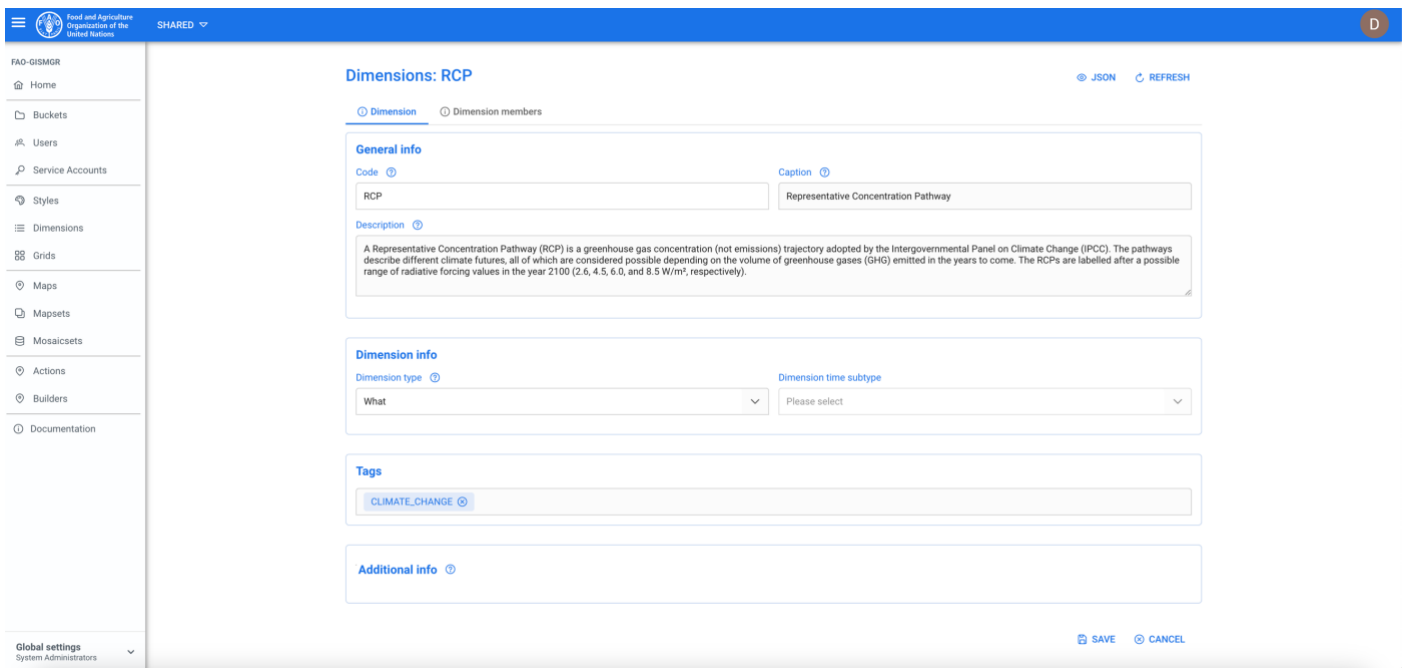 Food and Agriculture
Organization of the
United Nations
SHARED
D
FAO-GISMGR
Home
Buckets
Users
Service Accounts
Styles
Dimensions
Grids
Maps
Mapsets
Mosaicsets
Actions
Builders
Documentation
Global settings
System Administrators
Dimensions: RCP
JSON
REFRESH
Dimension
Dimension members
General info
Code
Caption
RCP
Representative Concentration Pathway
Description
A Representative Concentration Pathway (RCP) is a greenhouse gas concentration (not emissions) trajectory adopted by the Intergovernmental Panel on Climate Change (IPCC). The pathways
describe different climate futures, all of which are considered possible depending on the volume of greenhouse gases (GHG) emitted in the years to come. The RCPs are labelled after a possible
range of radiative forcing values in the year 2100 (2.6, 4.5, 6.0, and 8.5 W/m², respectively).
Dimension info
Dimension type
Dimension time subtype
What
Please select
Tags
CLIMATE_CHANGE
Additional info
SAVE
CANCEL